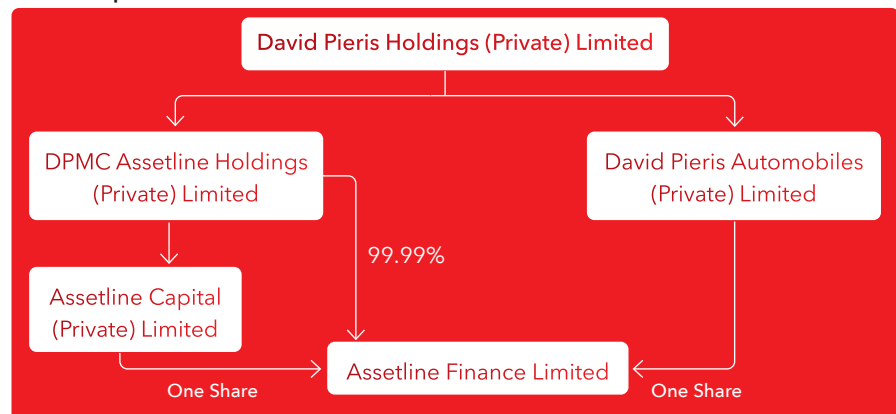 David Pieris Holdings (Private) Limited
DPMC Assetline Holdings
(Private) Limited
David Pieris Automobiles
(Private) Limited
99.99%
Assetline Capital
(Private) Limited
Assetline Finance Limited
One Share
One Share